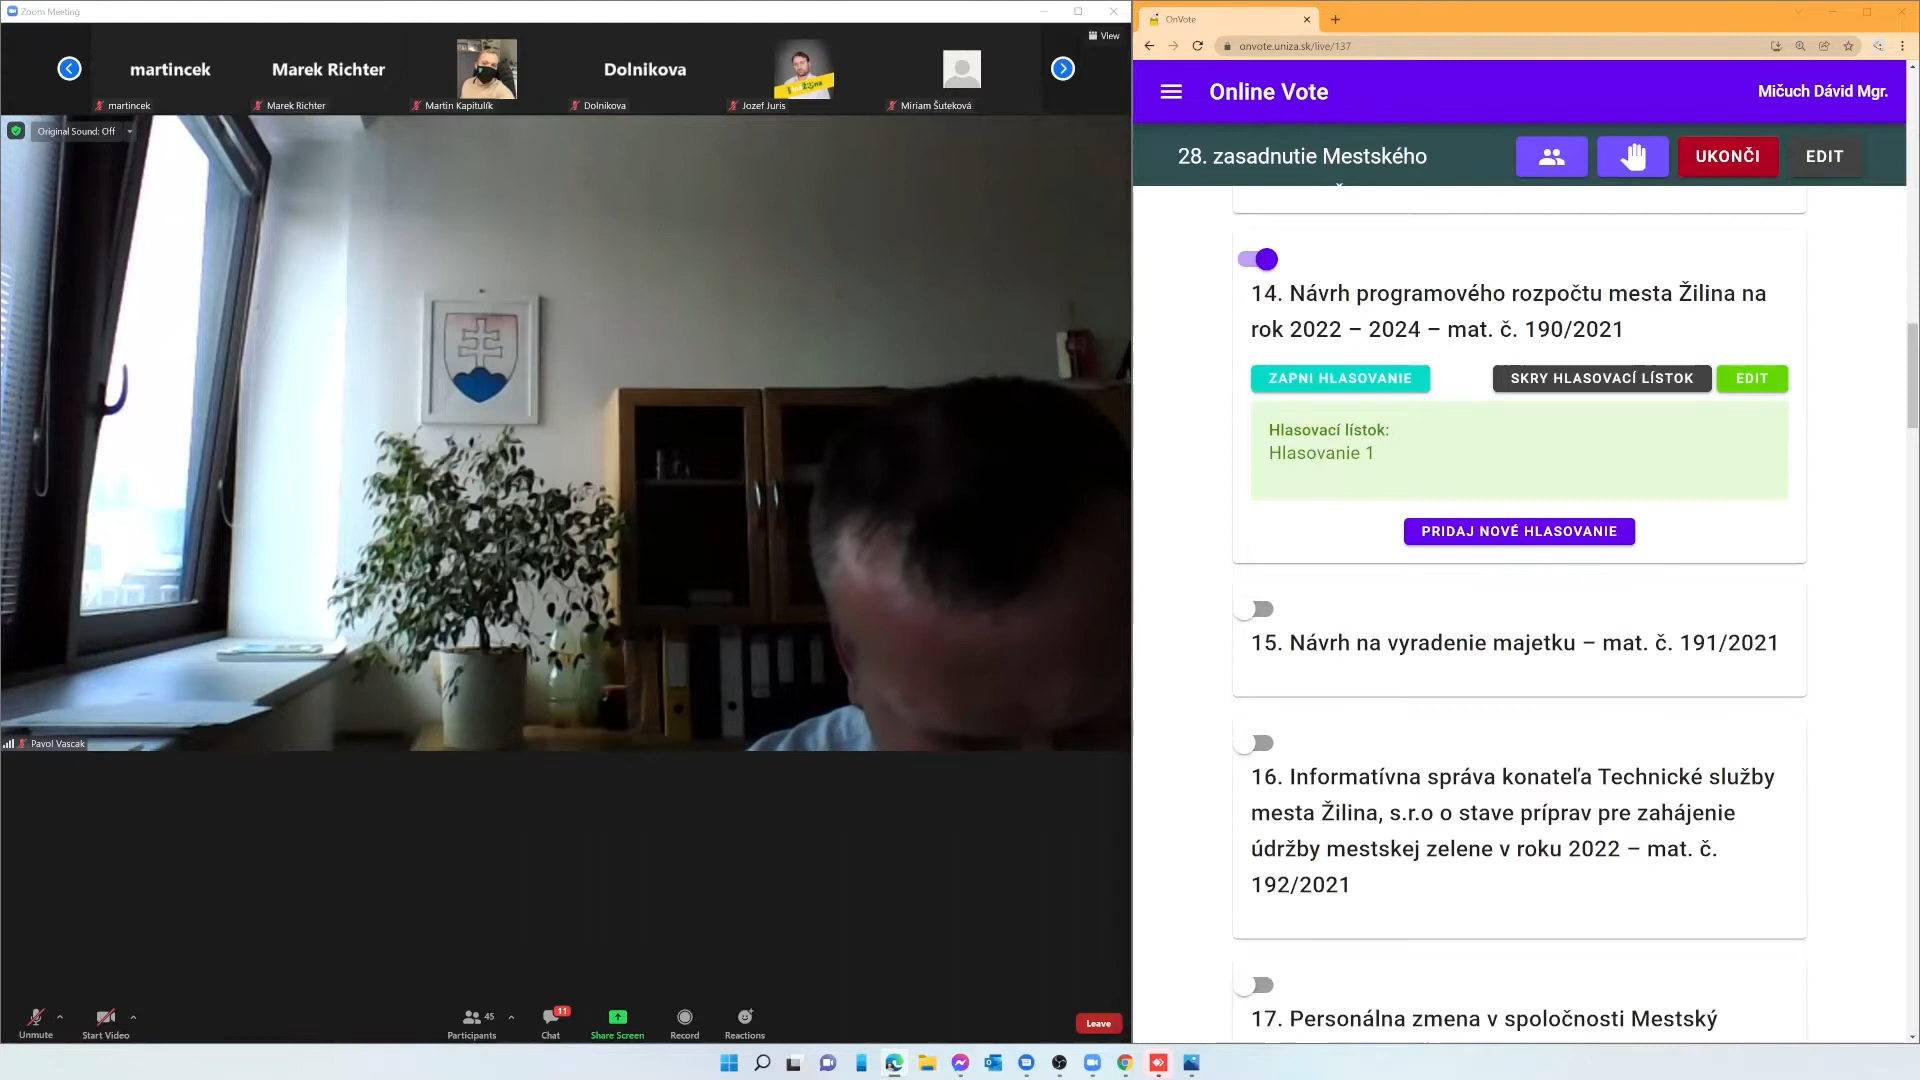 Zoom Meeting
View
martincek
Marek Richter
Dolnikova
martincek
Marek Richter
Martin Kapitulík
Dolnikova
Jozef Juris
Miriam Šuteková
Original Sound: Off
Pavol Vascak
Unmute
Start Video
45
Participants
11
Chat
Share Screen
Record
Reactions
Leave
OnVote
onvote.uniza.sk/live/137
Online Vote
Mičuch Dávid Mgr.
28. zasadnutie Mestského
UKONČI
EDIT
14. Návrh programového rozpočtu mesta Žilina na
rok 2022 – 2024 – mat. č. 190/2021
ZAPNI HLASOVANIE
SKRY HLASOVACÍ LÍSTOK
EDIT
Hlasovací lístok:
Hlasovanie 1
PRIDAJ NOVÉ HLASOVANIE
15. Návrh na vyradenie majetku – mat. č. 191/2021
16. Informatívna správa konateľa Technické služby
mesta Žilina, s.r.o o stave príprav pre zahájenie
údržby mestskej zelene v roku 2022 – mat. č.
192/2021
17. Personálna zmena v spoločnosti Mestský